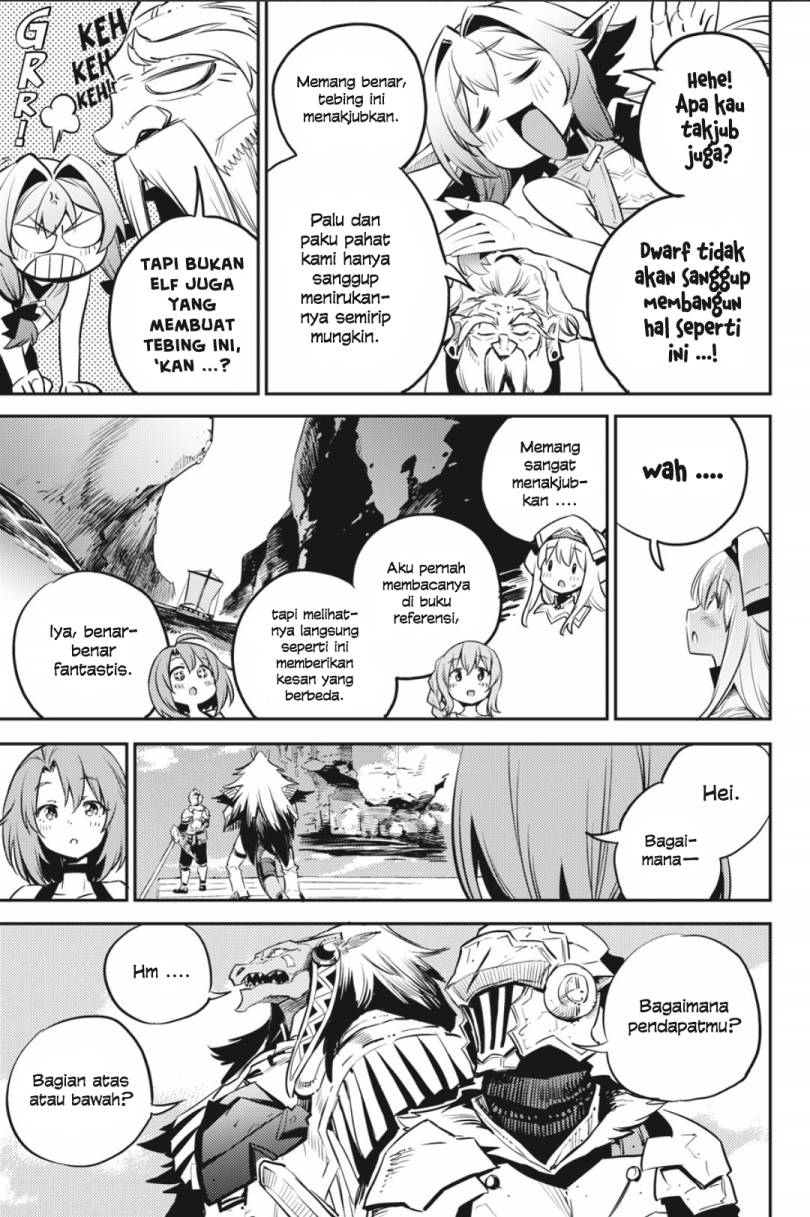 Hehe!
Apa kau
takjub
juga?
Dwarf tidak
akan sanggup
membangun
hal seperti
ini ...!
Memang benar,
tebing ini
menakjubkan.
Palu dan
paku pahat
kami hanya
sanggup
menirukan-
nya semirip
mungkin.
KEH
KEH
KEH!!
GRR!
TAPI BUKAN
ELF JUGA
YANG
MEMBUAT
TEBING INI,
'KAN ...?
wah ....
Memang
sangat
menakjub-
kan ....
Aku pernah
membacanya
di buku
referensi,
tapi melihat-
nya langsung
seperti ini
memberikan
kesan yang
berbeda.
Iya, benar-
benar
fantastis.
Hei.
Bagai-
mana—
Bagaimana
pendapatmu?
Hm ....
Bagian atas
atau bawah?